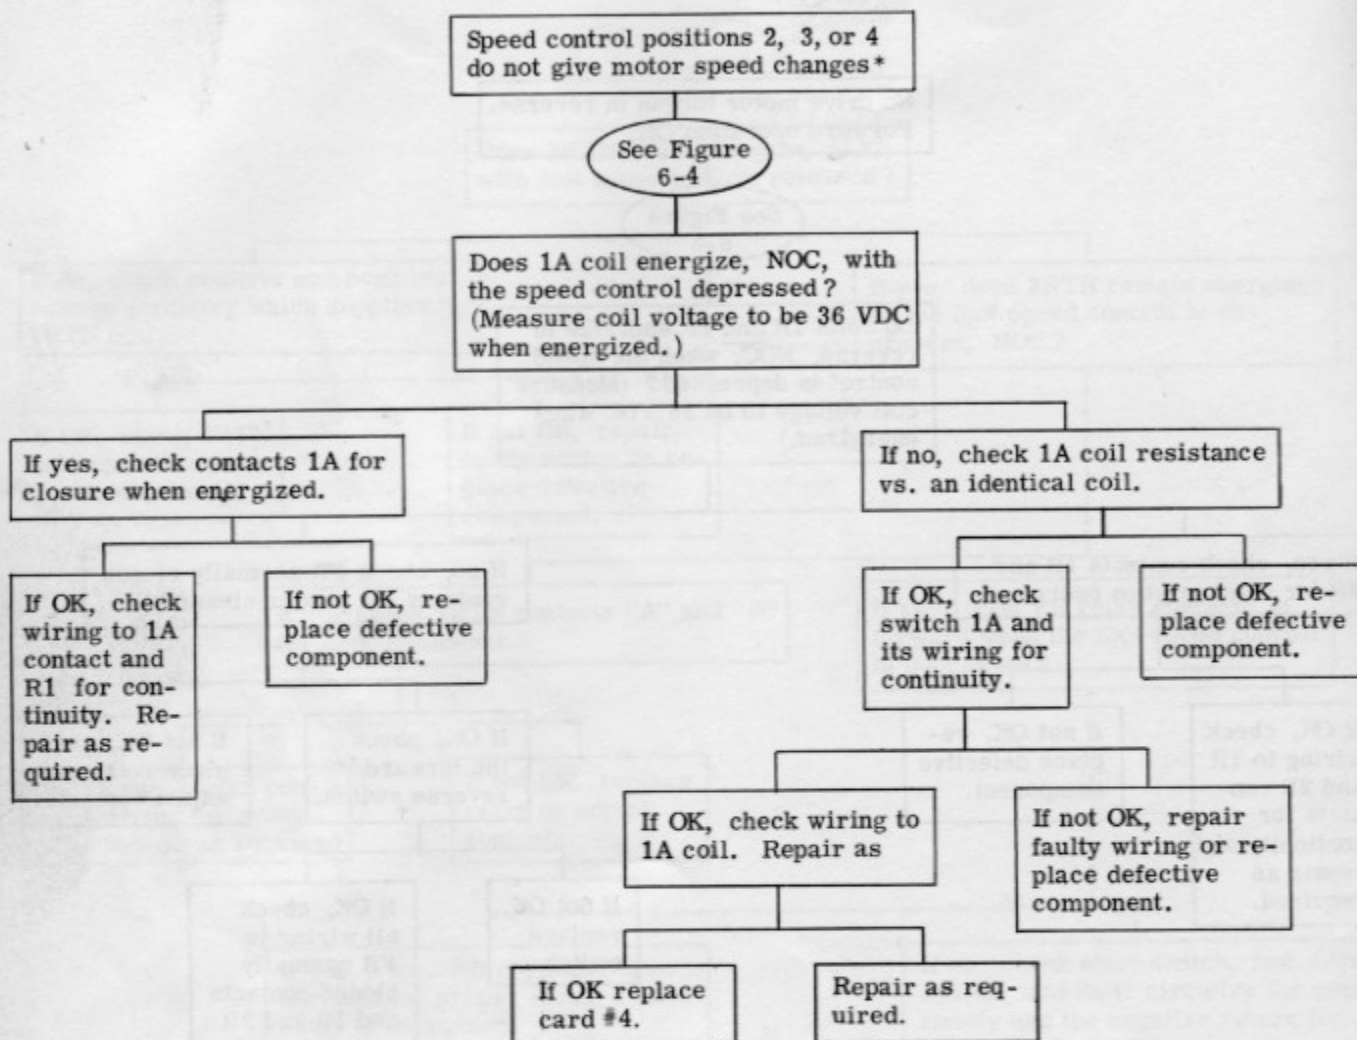 Speed control positions 2, 3, or 4
do not give motor speed changes*
See Figure
6-4
Does 1A coil energize, NOC, with
the speed control depressed?
(Measure coil voltage to be 36 VDC
when energized.)
If yes, check contacts 1A for
closure when energized.
If no, check 1A coil resistance
vs. an identical coil.
If OK, check
wiring to 1A
contact and
R1 for con-
tinuity. Re-
pair as re-
quired.
If not OK, re-
place defective
component.
If OK, check
switch 1A and
its wiring for
continuity.
If not OK, re-
place defective
component.
If OK, check wiring to
1A coil. Repair as
If not OK, repair
faulty wiring or re-
place defective
component.
If OK replace
card #4.
Repair as req-
uired.